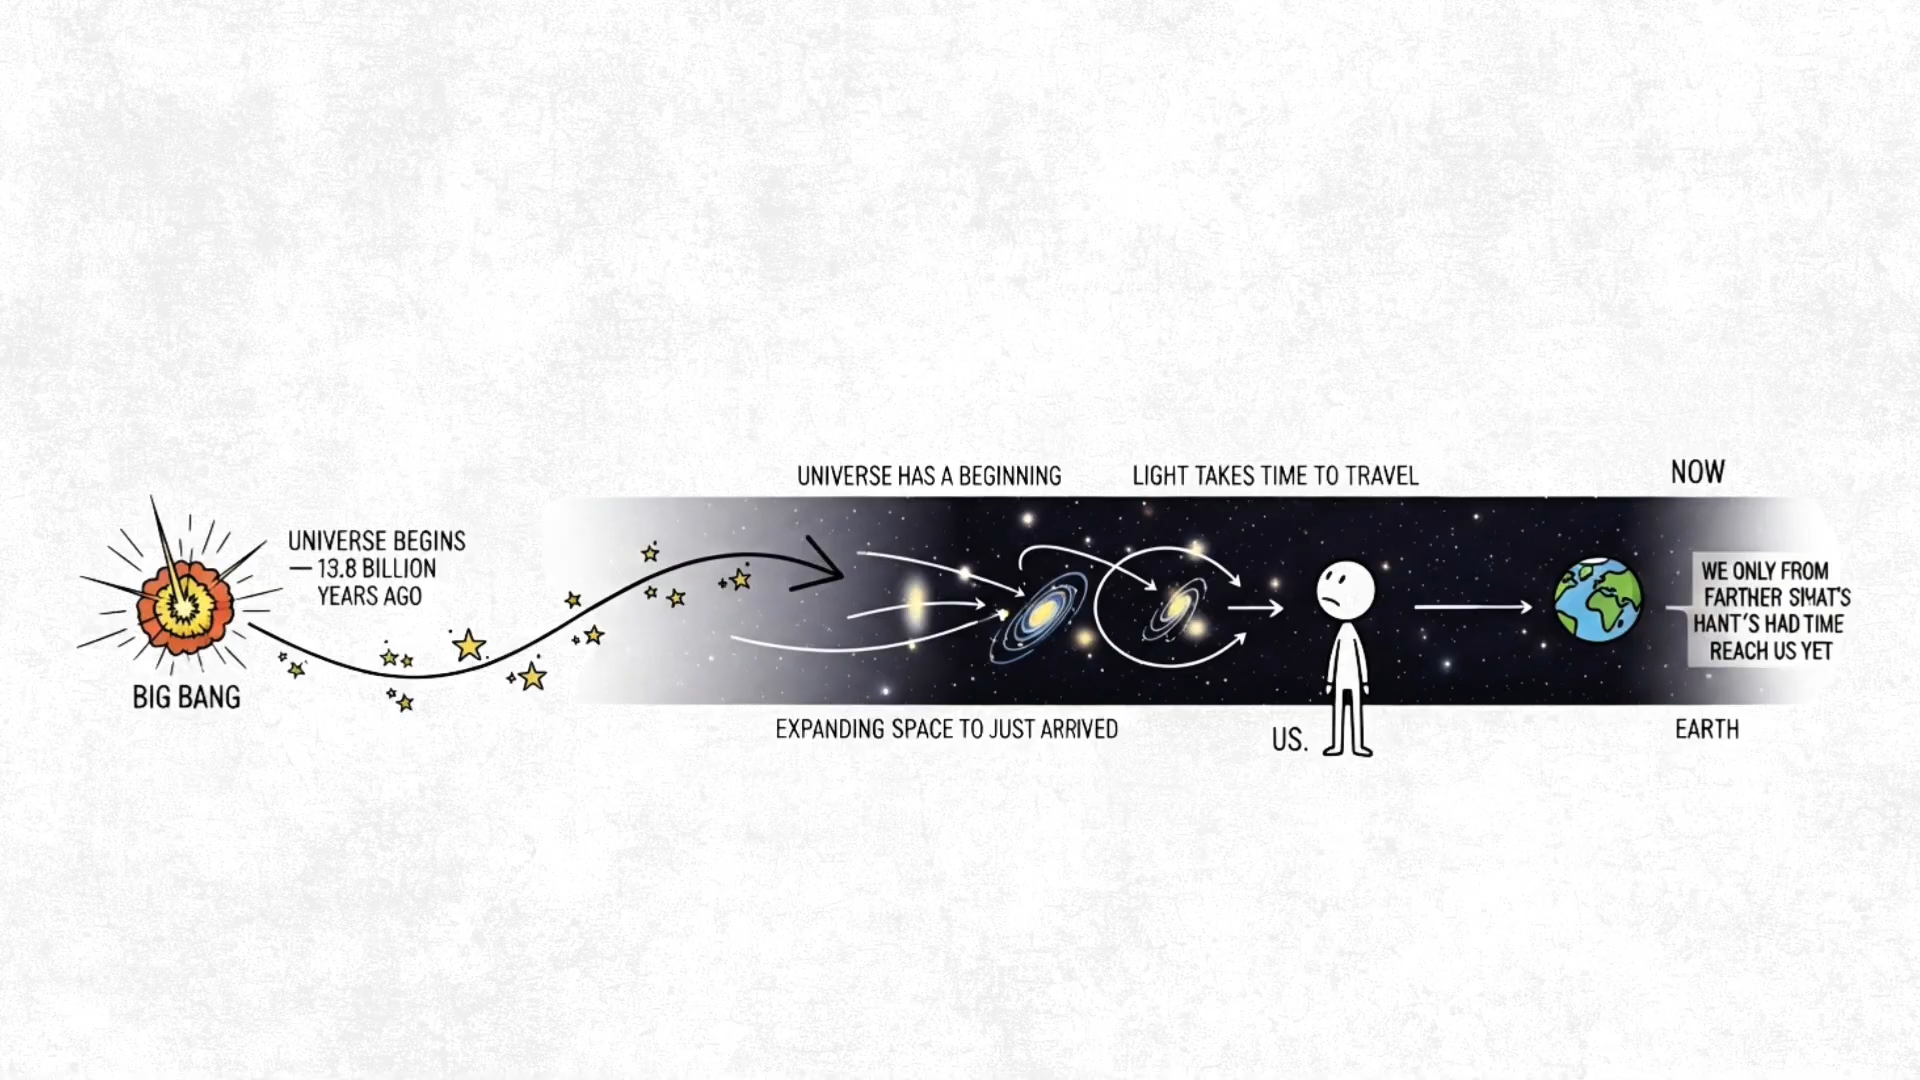 UNIVERSE HAS A BEGINNING
LIGHT TAKES TIME TO TRAVEL
NOW
UNIVERSE BEGINS
— 13.8 BILLION
YEARS AGO
BIG BANG
WE ONLY FROM
FARTHER
HANT'S HAD TIME
REACH US YET
EXPANDING SPACE TO JUST ARRIVED
US.
EARTH